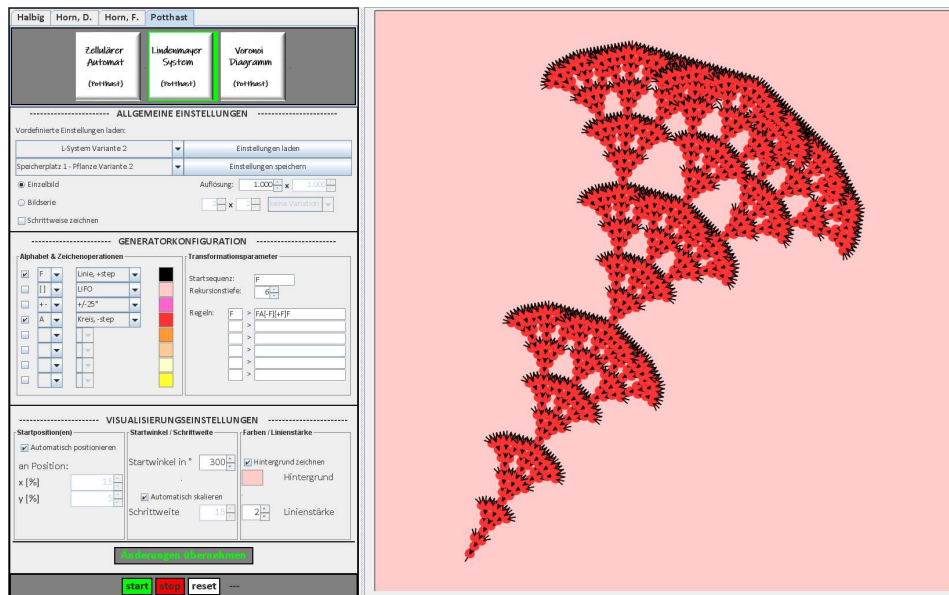 Halbig Horn, D. Horn, F. Potthast
Zellulärer Lindenmayer Voronoi
Automat System Diagramm
(Potthast) (Potthast) (Potthast)
---------- ALLGEMEINE EINSTELLUNGEN ----------
Vordefinierte Einstellungen laden:
L-System Variante 2 Einstellungen laden
Speicherplatz 1 - Pflanze Variante 2 Einstellungen speichern
Einzelbild Auflösung: 1.000 x 1.000
Bildserie x keine Variation
Schrittweise zeichnen
---------- GENERATORKONFIGURATION ----------
Alphabet & Zeichenoperationen Transformationsparameter
F Linie, +step Startsequenz: F
[ ] LIFO Rekursionstiefe: 6
+ - +/-25°
A Kreis, -step Regeln: F > FA[-F][+F]F
>
>
>
>
>
---------- VISUALISIERUNGSEINSTELLUNGEN ----------
Startposition(en) Startwinkel / Schrittweite Farben / Linienstärke
Automatisch positionieren
an Position: Startwinkel in ° 300 Hintergrund zeichnen
x [%] 15 Hintergrund
y [%] 5 Automatisch skalieren
Schrittweite 15 2 Linienstärke
Änderungen übernehmen
start stop reset ---